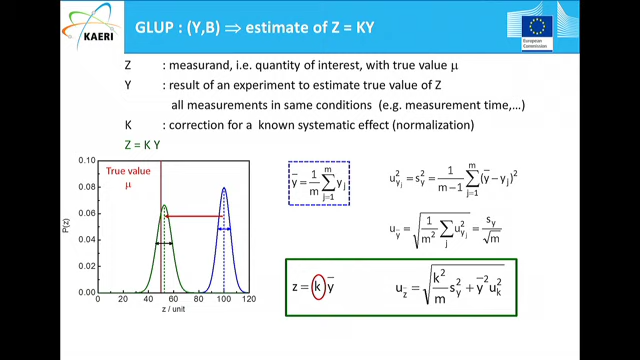 KAERI
GLUP : (Y,B) ⇒ estimate of Z = KY
European
Commission
Z : measurand, i.e. quantity of interest, with true value μ
Y : result of an experiment to estimate true value of Z
all measurements in same conditions (e.g. measurement time,...)
K : correction for a known systematic effect (normalization)
Z = K Y
True value
μ
P(z)
0.10
0.08
0.06
0.04
0.02
0.00
0 20 40 60 80 100 120
z / unit
ȳ = 1/m ∑_{j=1}^{m} y_j
u²_{y_j} = s²_y = 1/(m−1) ∑_{j=1}^{m} (ȳ − y_j)²
u_ȳ = √(1/m² ∑_j u²_{y_j}) = s_y/√m
z = k ȳ
u_z̄ = √(k²/m s²_y + ȳ² u²_k)